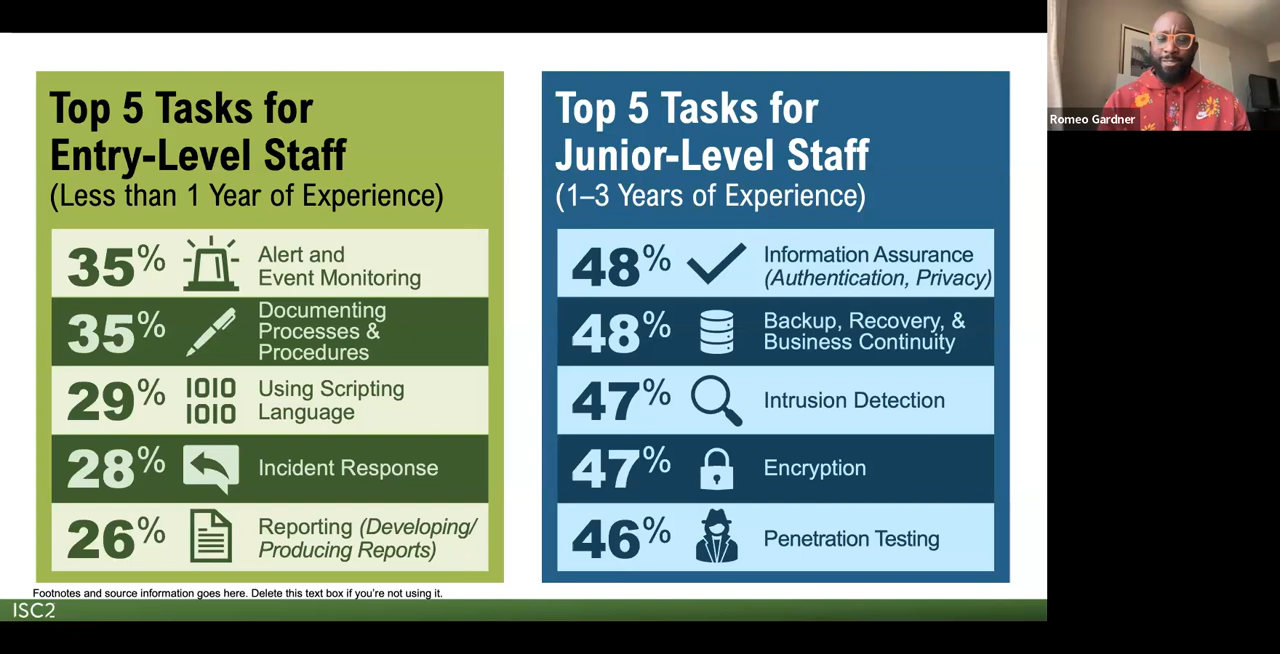 Top 5 Tasks for
Entry-Level Staff
(Less than 1 Year of Experience)
35%
Alert and
Event Monitoring
35%
Documenting
Processes &
Procedures
29%
1010
1010
Using Scripting
Language
28%
Incident Response
26%
Reporting (Developing/
Producing Reports)
Top 5 Tasks for
Junior-Level Staff
(1–3 Years of Experience)
48%
Information Assurance
(Authentication, Privacy)
48%
Backup, Recovery, &
Business Continuity
47%
Intrusion Detection
47%
Encryption
46%
Penetration Testing
Footnotes and source information goes here. Delete this text box if you’re not using it.
ISC2
Romeo Gardner